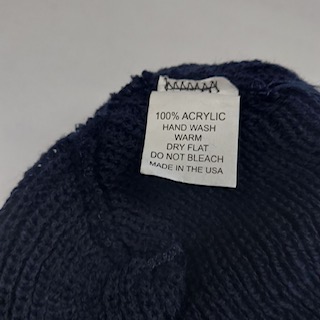 100% ACRYLIC
HAND WASH
WARM
DRY FLAT
DO NOT BLEACH
MADE IN THE USA